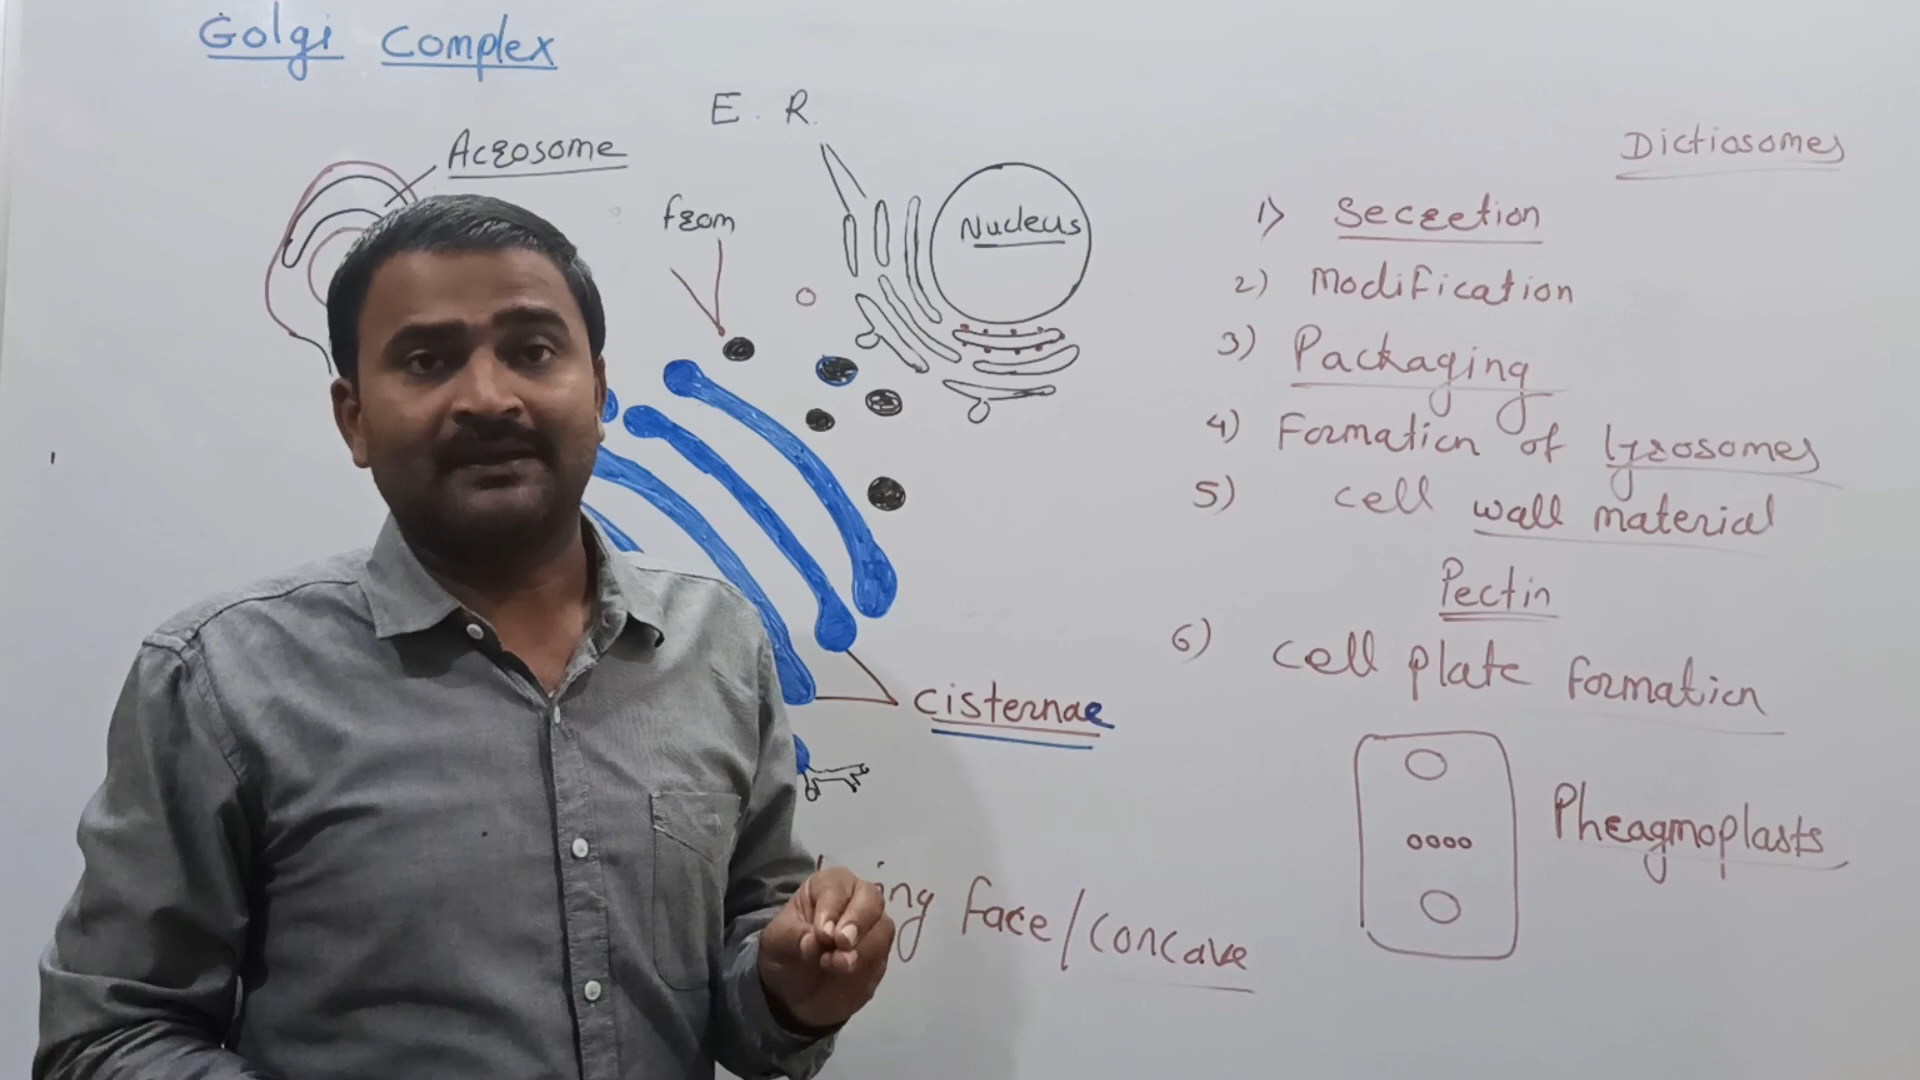 Golgi Complex
E. R.
Acrosome
from
Nucleus
Dictiosomes
1) Secretion
2) Modification
3) Packaging
4) Formation of lysosomes
5) cell wall material
Pectin
6) cell plate formation
Cisternae
Phragmoplasts
ing face/concave